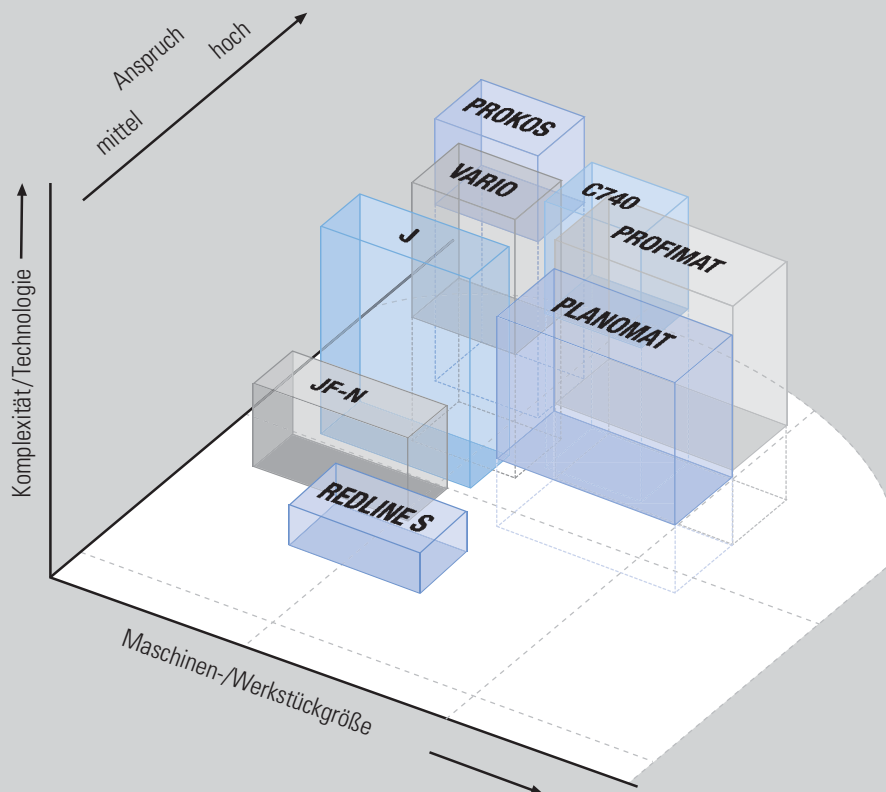 Anspruch
mittel
hoch
Komplexität/Technologie
PROKOS
VARIO
C740
J
PROFIMAT
PLANOMAT
JF-N
REDLINE S
Maschinen-/Werkstückgröße